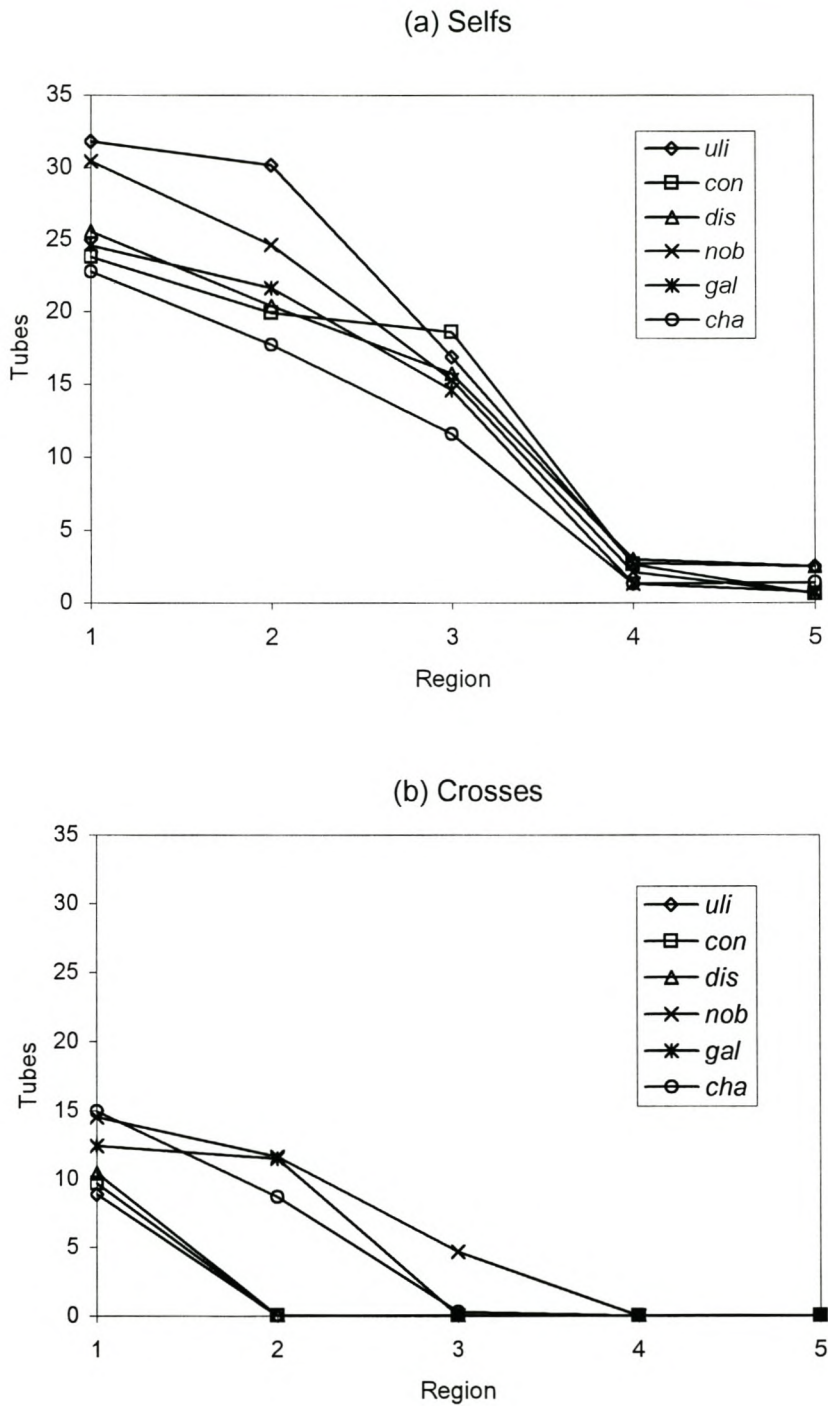 (a) Selfs
35
30
25
20
15
10
5
0
Tubes
1 2 3 4 5
Region
uli
con
dis
nob
gal
cha
(b) Crosses
35
30
25
20
15
10
5
0
Tubes
1 2 3 4 5
Region
uli
con
dis
nob
gal
cha